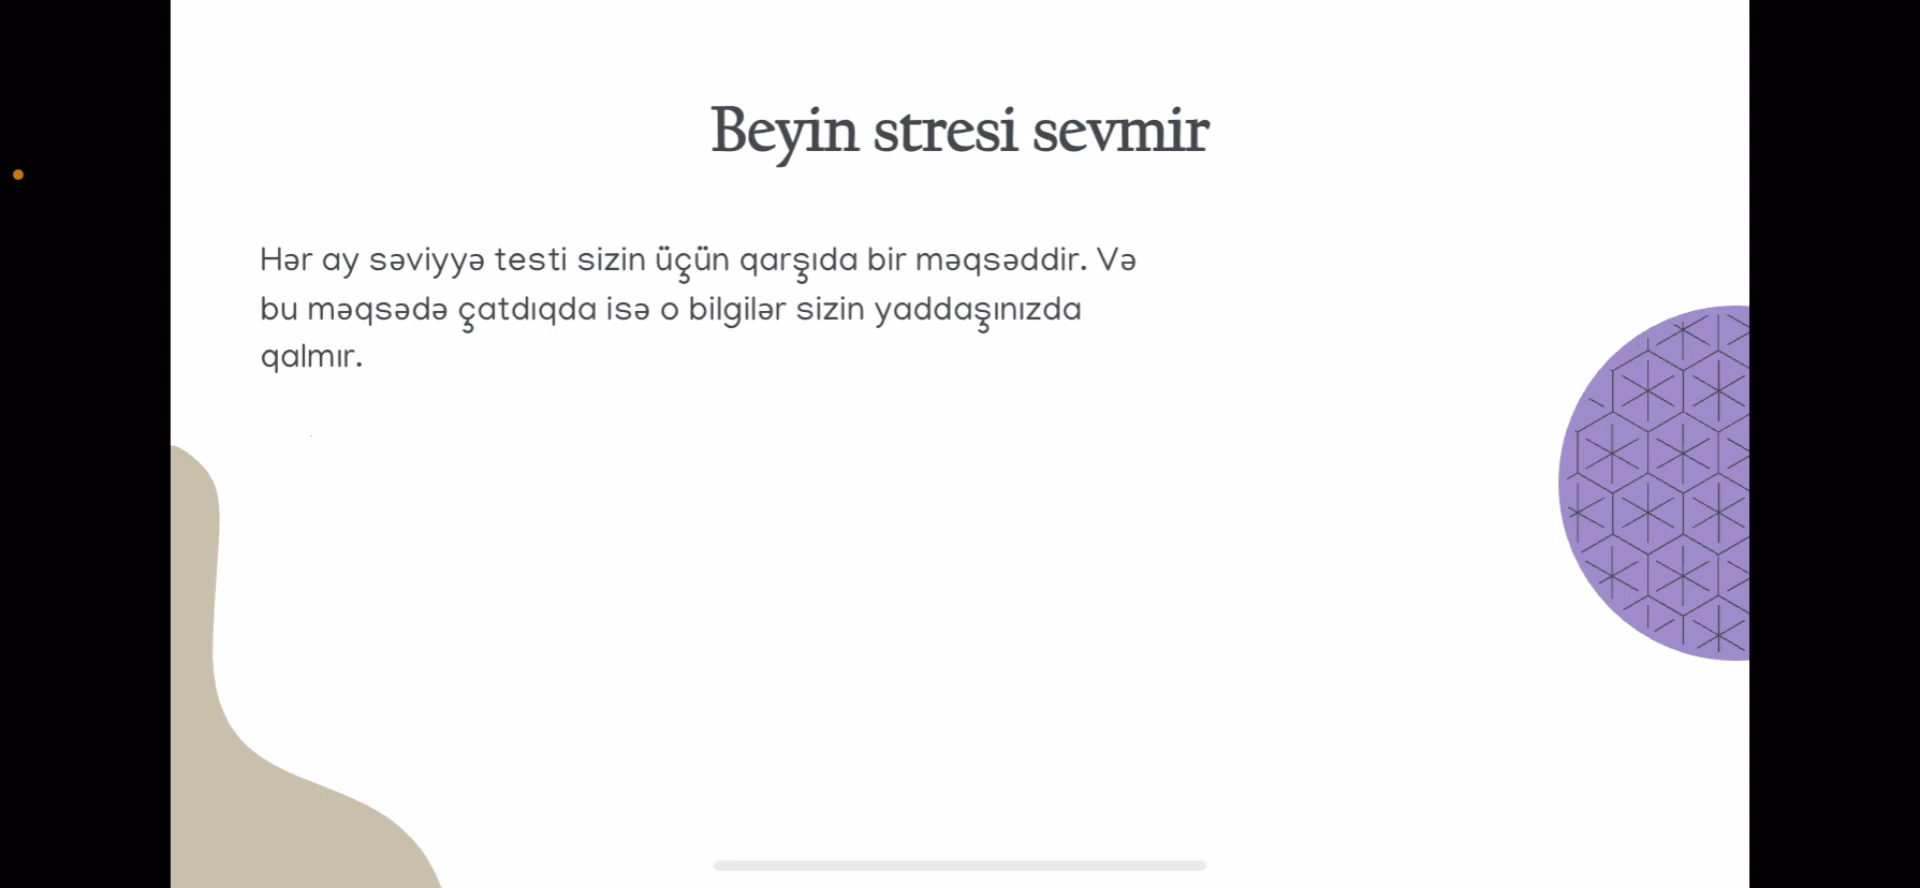 Beyin stresi sevmir
Hər ay səviyyə testi sizin üçün qarşıda bir məqsəddir. Və
bu məqsədə çatdıqda isə o bilgilər sizin yaddaşınızda
qalmır.